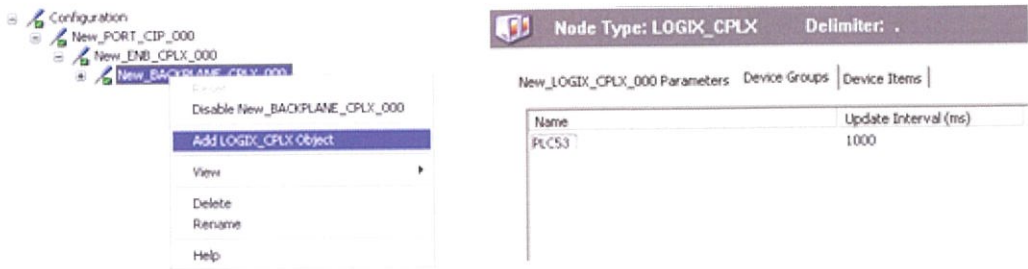 Configuration
New_PORT_CIP_000
New_ENB_CPLX_000
New_BACKPLANE_CPLX_000
Reset
Disable New_BACKPLANE_CPLX_000
Add LOGIX_CPLX Object
View
Delete
Rename
Help
Node Type: LOGIX_CPLX Delimiter: .
New_LOGIX_CPLX_000 Parameters Device Groups Device Items
Name Update Interval (ms)
PLC53 1000